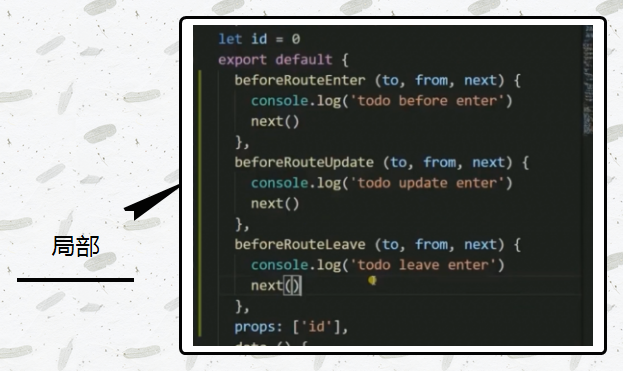 局部
let id = 0
export default {
  beforeRouteEnter (to, from, next) {
    console.log('todo before enter')
    next()
  },
  beforeRouteUpdate (to, from, next) {
    console.log('todo update enter')
    next()
  },
  beforeRouteLeave (to, from, next) {
    console.log('todo leave enter')
    next()
  },
  props: ['id'],
  data () {